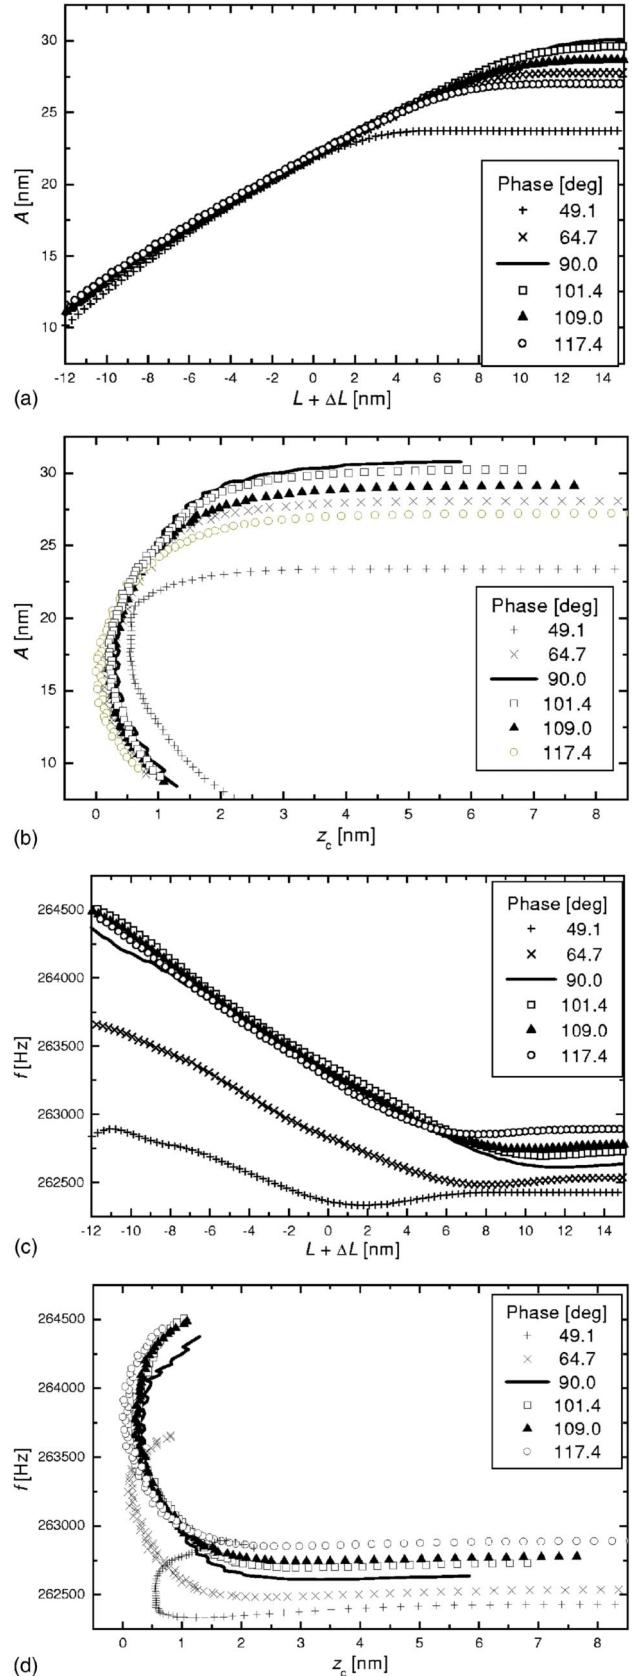 30
25
20
15
10
A [nm]
Phase [deg]
49.1
64.7
90.0
101.4
109.0
117.4
-12 -10 -8 -6 -4 -2 0 2 4 6 8 10 12 14
(a)
L + ΔL [nm]
30
25
20
15
10
A [nm]
Phase [deg]
49.1
64.7
90.0
101.4
109.0
117.4
0 1 2 3 4 5 6 7 8
(b)
z_c [nm]
264500
264000
263500
263000
262500
f [Hz]
Phase [deg]
49.1
64.7
90.0
101.4
109.0
117.4
-12 -10 -8 -6 -4 -2 0 2 4 6 8 10 12 14
(c)
L + ΔL [nm]
264500
264000
263500
263000
262500
f [Hz]
Phase [deg]
49.1
64.7
90.0
101.4
109.0
117.4
0 1 2 3 4 5 6 7 8
(d)
z_c [nm]